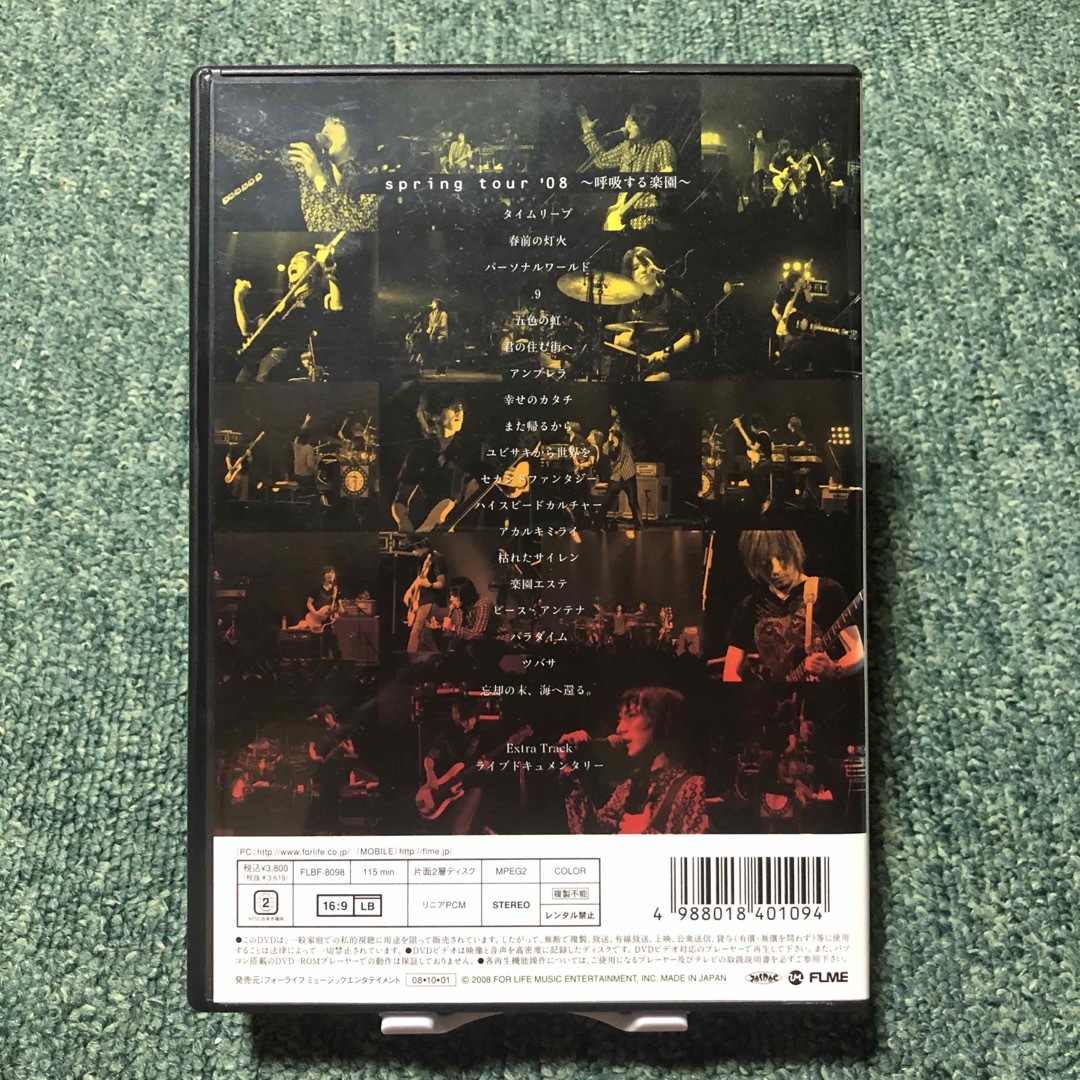 spring tour '08 ～呼吸する楽園～
タイムリープ
春前の灯火
パーソナルワールド
.9
五色の虹
君の住む街へ
アンブレラ
幸せのカタチ
また帰るから
ユビサキから世界を
セカンドファンタジー
ハイスピードカルチャー
アカルキミライ
枯れたサイレン
楽園エステ
ピース・アンテナ
パラダイム
ツバサ
忘却の末、海へ還る。
Extra Track
ライブドキュメンタリー
(PC)http://www.forlife.co.jp/ (MOBILE)http://flme.jp/
税込¥3,800
(税抜¥3,619)
FLBF-8098
115 min.
片面2層ディスク
MPEG2
COLOR
2
NTSC日本市場向
16:9 LB
リニアPCM
STEREO
複製不能
レンタル禁止
4 988018 401094
●このDVDは、一般家庭での私的視聴に用途を限って販売されています。したがって、無断で複製、放送、有線放送、上映、公衆送信、貸与(有償・無償を問わず)等に使用
することは法律によって一切禁止されています。●DVDビデオは映像と音声を高密度に記録したディスクです。DVDビデオ対応のプレーヤーで再生して下さい。また、パソ
コン搭載のDVD-ROMプレーヤーでの動作は保証しておりません。●各再生機能操作については、ご使用になるプレーヤー及びテレビの取扱説明書を必ずご参照下さい。
発売元:フォーライフ ミュージックエンタテイメント 08•10•01 © 2008 FOR LIFE MUSIC ENTERTAINMENT, INC. MADE IN JAPAN JASRAC FLME